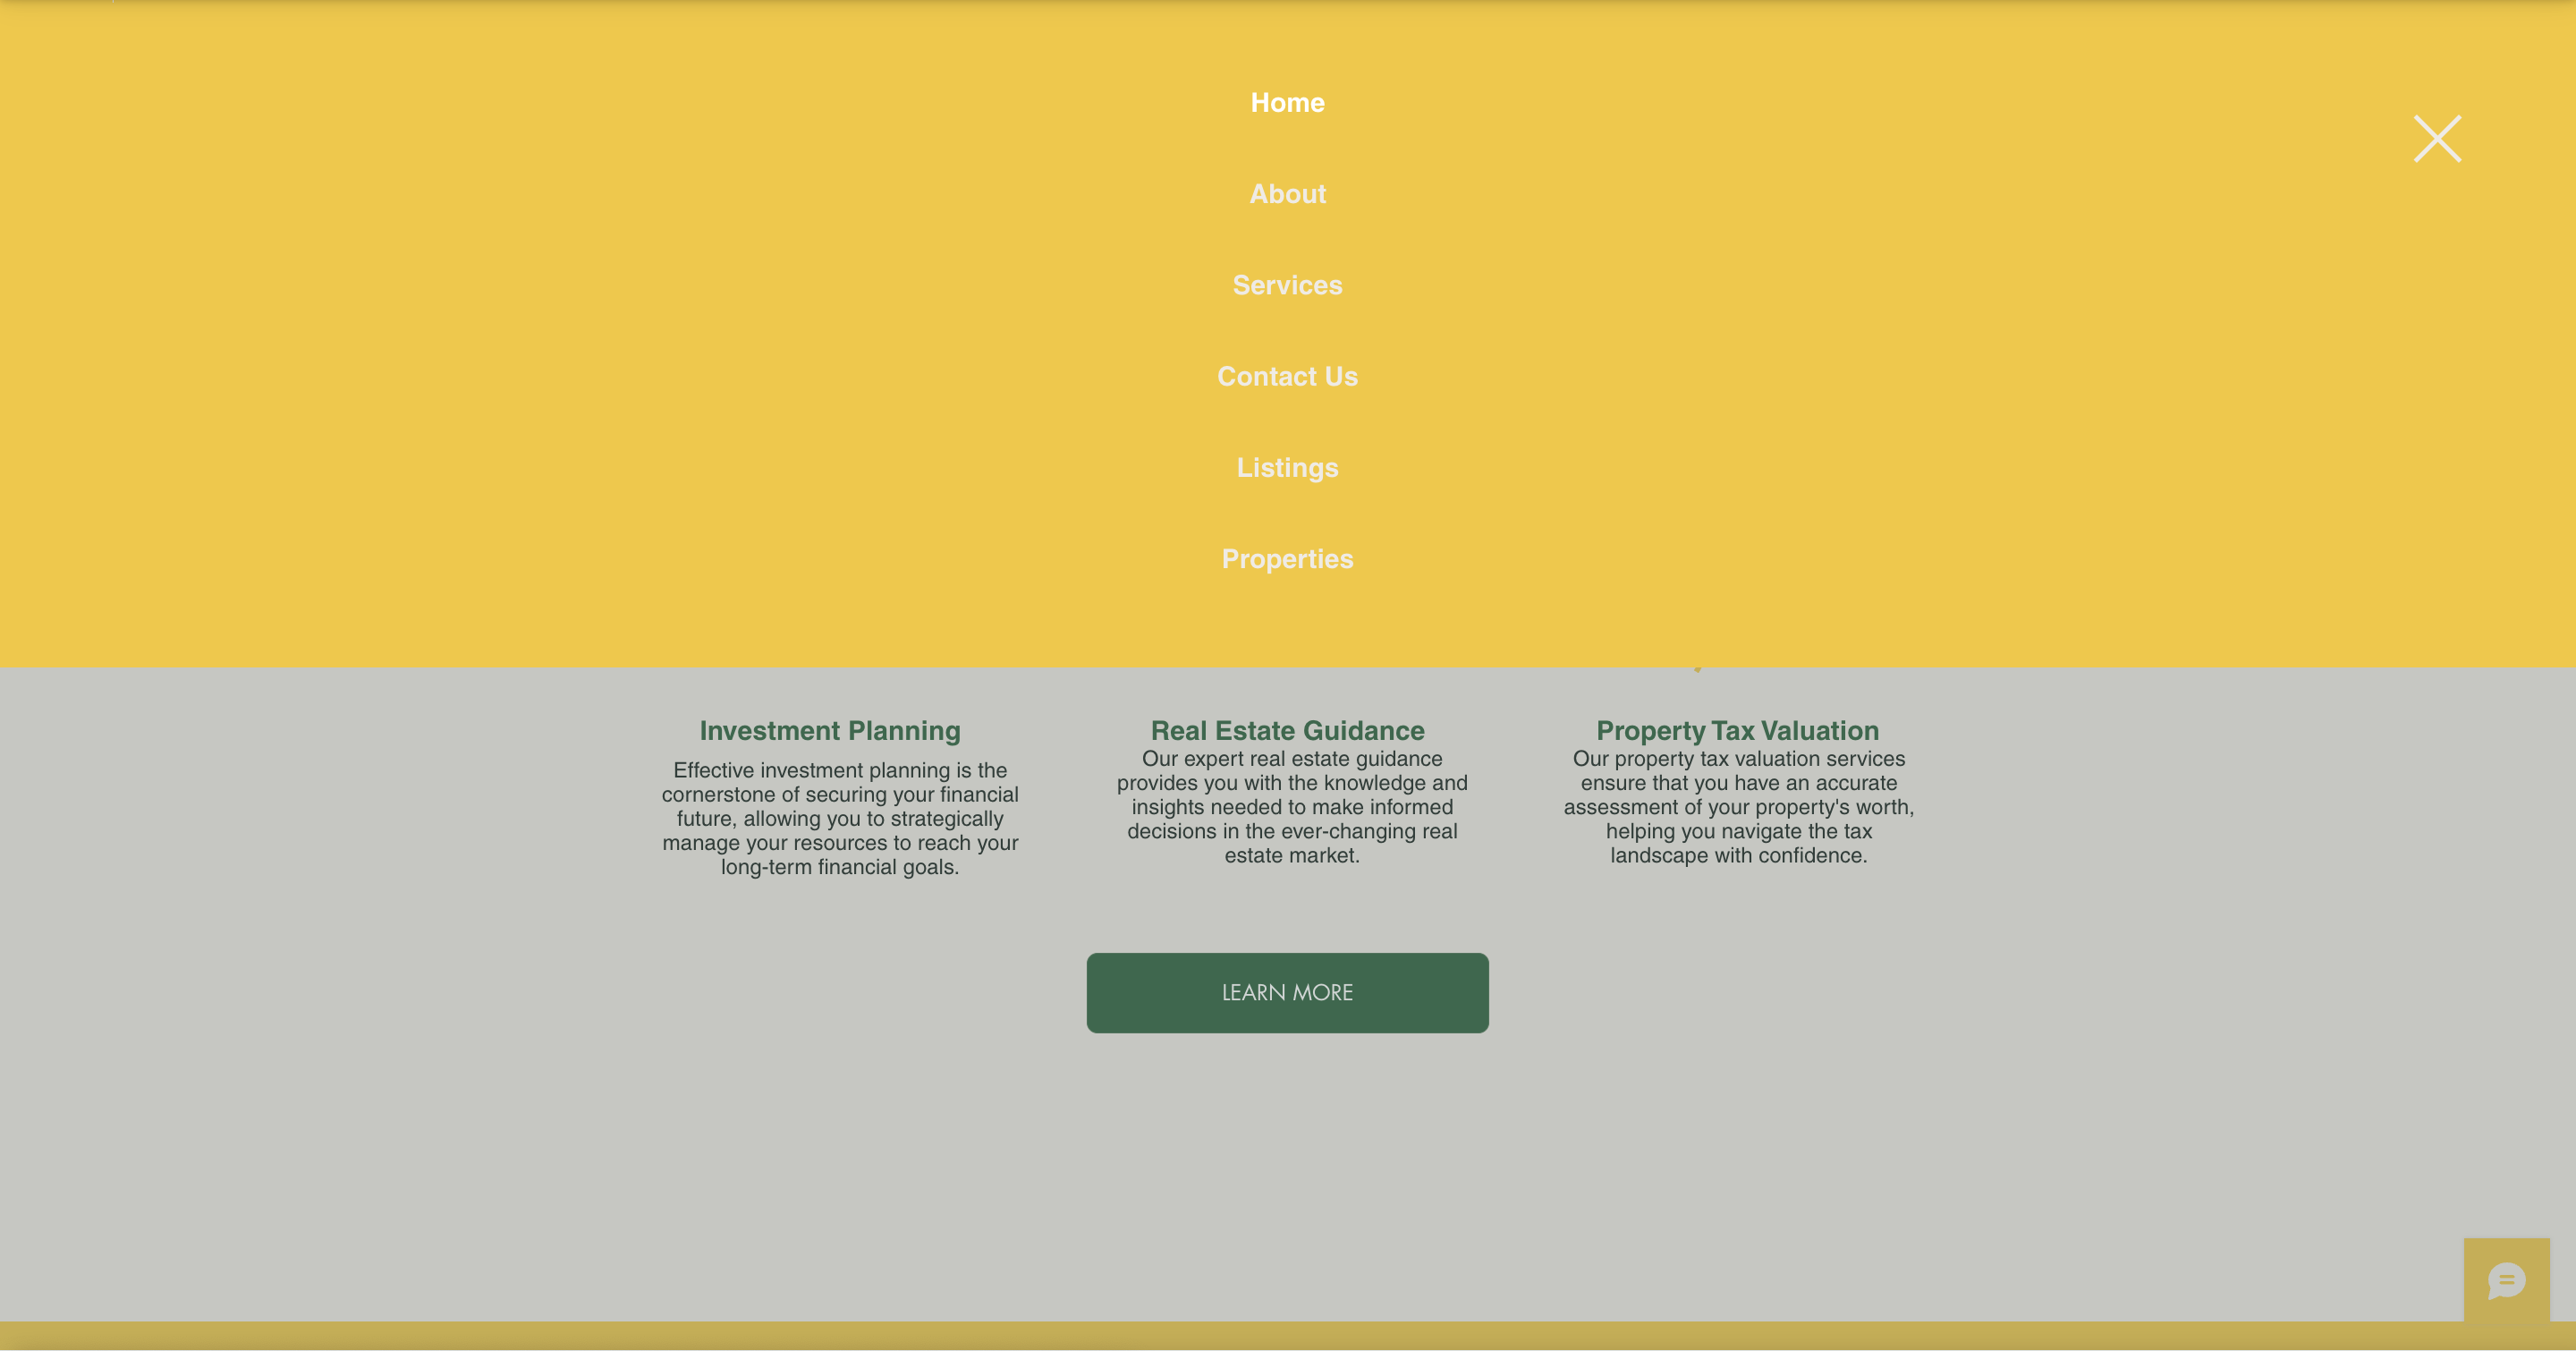 Home
About
Services
Contact Us
Listings
Properties
Investment Planning
Effective investment planning is the
cornerstone of securing your financial
future, allowing you to strategically
manage your resources to reach your
long-term financial goals.
Real Estate Guidance
Our expert real estate guidance
provides you with the knowledge and
insights needed to make informed
decisions in the ever-changing real
estate market.
Property Tax Valuation
Our property tax valuation services
ensure that you have an accurate
assessment of your property's worth,
helping you navigate the tax
landscape with confidence.
LEARN MORE